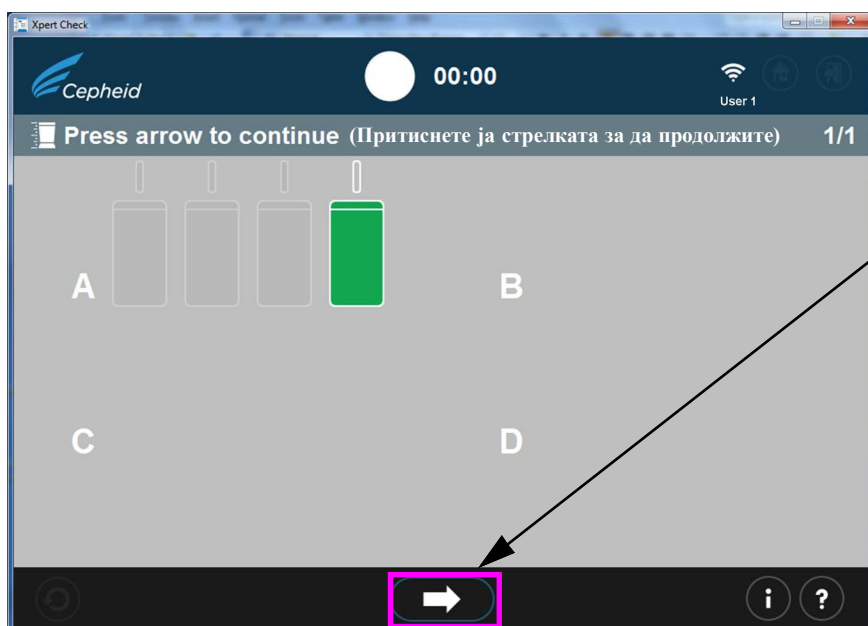 Xpert Check
Cepheid
00:00
User 1
Press arrow to continue (Притиснете ја стрелката за да продолжите) 1/1
A
B
C
D
i ?